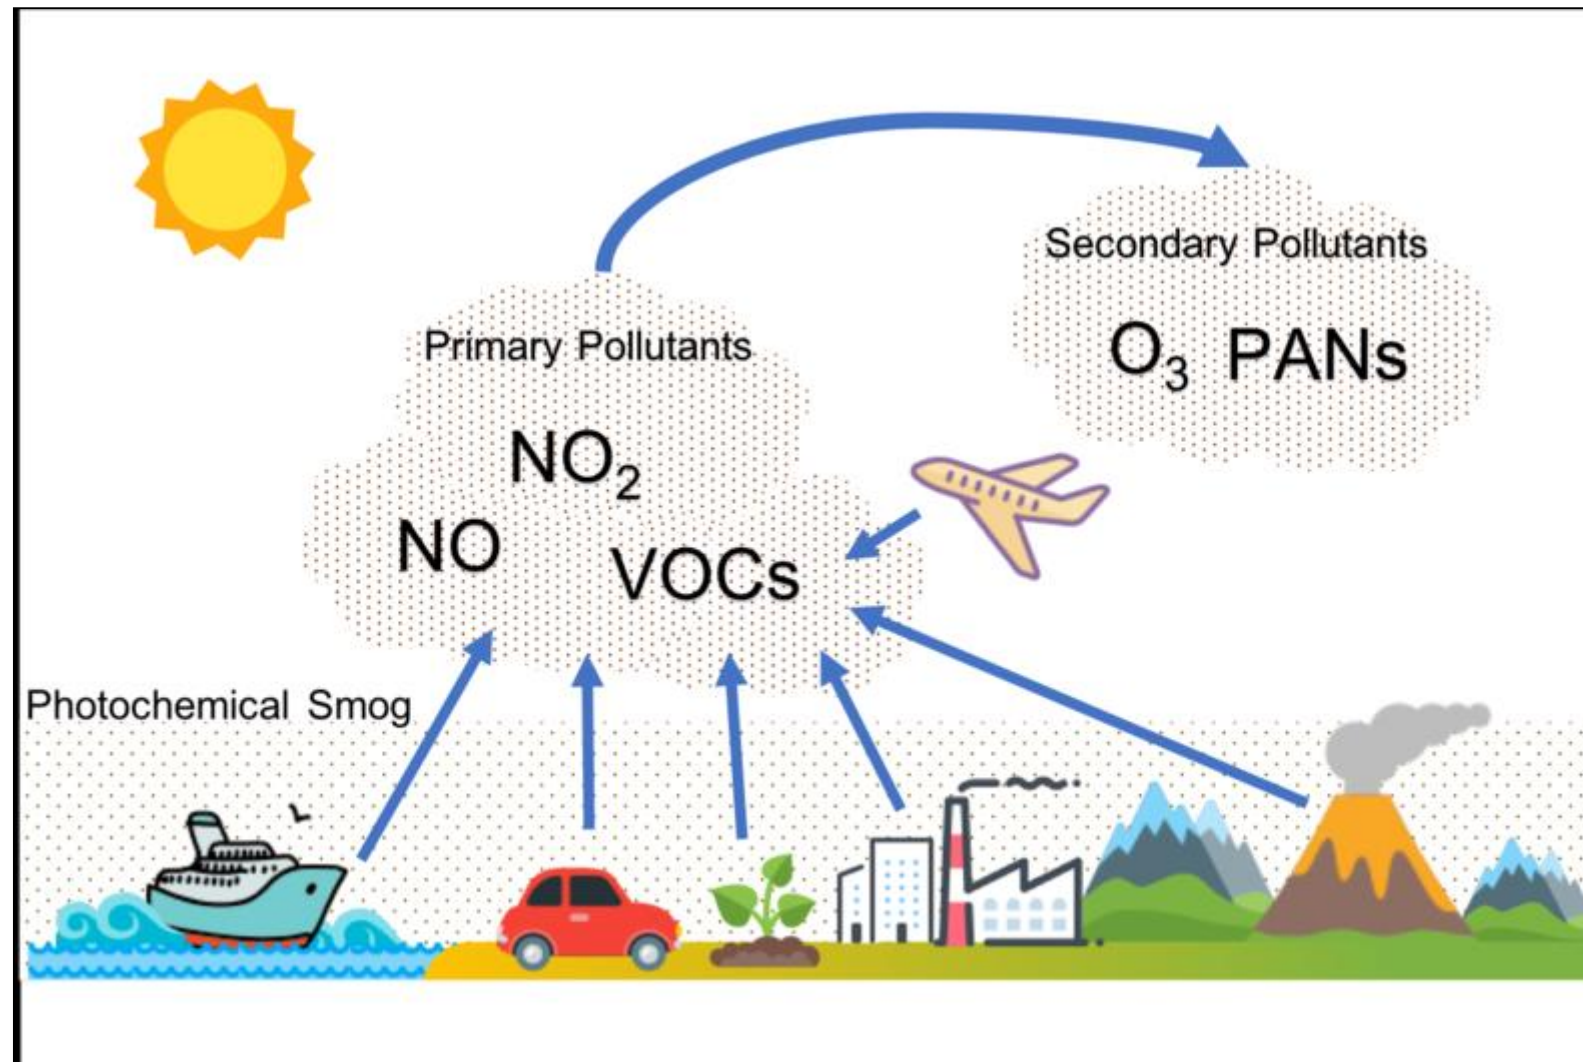 Secondary Pollutants
O₃ PANs
Primary Pollutants
NO₂
NO
VOCs
Photochemical Smog